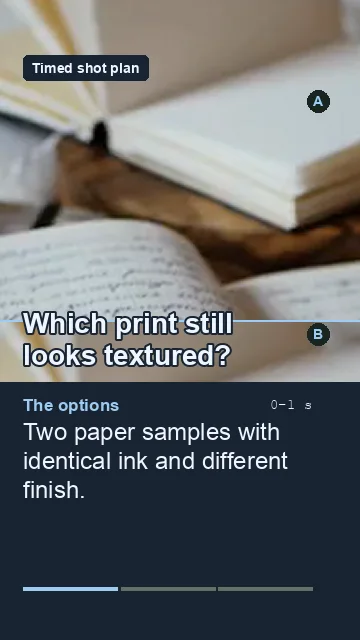 Timed shot plan
A
Which print still
looks textured?
B
The options
0–1 s
Two paper samples with
identical ink and different
finish.